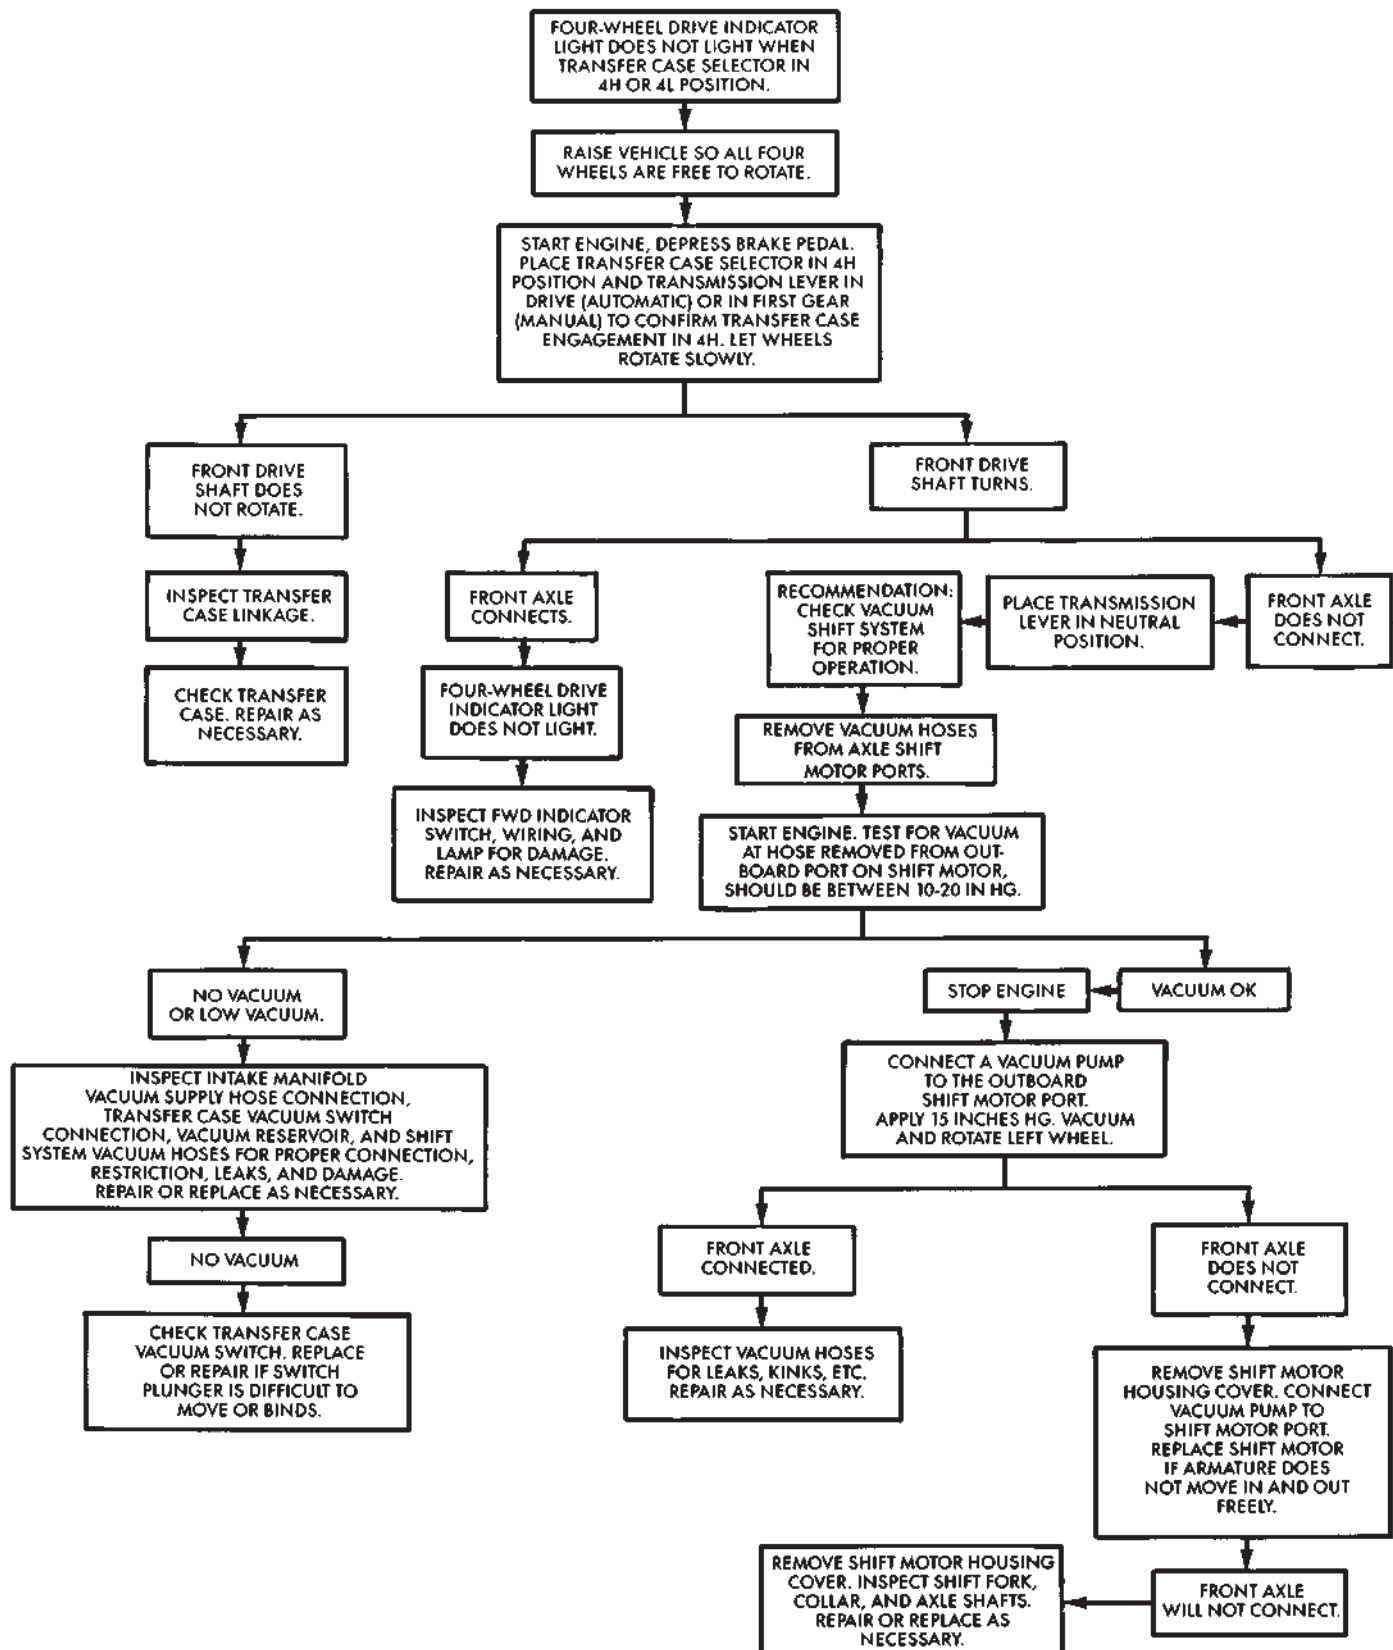 FOUR-WHEEL DRIVE INDICATOR
LIGHT DOES NOT LIGHT WHEN
TRANSFER CASE SELECTOR IN
4H OR 4L POSITION.
RAISE VEHICLE SO ALL FOUR
WHEELS ARE FREE TO ROTATE.
START ENGINE, DEPRESS BRAKE PEDAL.
PLACE TRANSFER CASE SELECTOR IN 4H
POSITION AND TRANSMISSION LEVER IN
DRIVE (AUTOMATIC) OR IN FIRST GEAR
(MANUAL) TO CONFIRM TRANSFER CASE
ENGAGEMENT IN 4H. LET WHEELS
ROTATE SLOWLY.
FRONT DRIVE
SHAFT DOES
NOT ROTATE.
FRONT DRIVE
SHAFT TURNS.
INSPECT TRANSFER
CASE LINKAGE.
FRONT AXLE
CONNECTS.
RECOMMENDATION:
CHECK VACUUM
SHIFT SYSTEM
FOR PROPER
OPERATION.
PLACE TRANSMISSION
LEVER IN NEUTRAL
POSITION.
FRONT AXLE
DOES NOT
CONNECT.
CHECK TRANSFER
CASE. REPAIR AS
NECESSARY.
FOUR-WHEEL DRIVE
INDICATOR LIGHT
DOES NOT LIGHT.
REMOVE VACUUM HOSES
FROM AXLE SHIFT
MOTOR PORTS.
INSPECT FWD INDICATOR
SWITCH, WIRING, AND
LAMP FOR DAMAGE.
REPAIR AS NECESSARY.
START ENGINE. TEST FOR VACUUM
AT HOSE REMOVED FROM OUT-
BOARD PORT ON SHIFT MOTOR,
SHOULD BE BETWEEN 10-20 IN HG.
NO VACUUM
OR LOW VACUUM.
STOP ENGINE
VACUUM OK
INSPECT INTAKE MANIFOLD
VACUUM SUPPLY HOSE CONNECTION,
TRANSFER CASE VACUUM SWITCH
CONNECTION, VACUUM RESERVOIR, AND SHIFT
SYSTEM VACUUM HOSES FOR PROPER CONNECTION,
RESTRICTION, LEAKS, AND DAMAGE.
REPAIR OR REPLACE AS NECESSARY.
CONNECT A VACUUM PUMP
TO THE OUTBOARD
SHIFT MOTOR PORT.
APPLY 15 INCHES HG. VACUUM
AND ROTATE LEFT WHEEL.
NO VACUUM
FRONT AXLE
CONNECTED.
FRONT AXLE
DOES NOT
CONNECT.
CHECK TRANSFER CASE
VACUUM SWITCH. REPLACE
OR REPAIR IF SWITCH
PLUNGER IS DIFFICULT TO
MOVE OR BINDS.
INSPECT VACUUM HOSES
FOR LEAKS, KINKS, ETC.
REPAIR AS NECESSARY.
REMOVE SHIFT MOTOR
HOUSING COVER. CONNECT
VACUUM PUMP TO
SHIFT MOTOR PORT.
REPLACE SHIFT MOTOR
IF ARMATURE DOES
NOT MOVE IN AND OUT
FREELY.
REMOVE SHIFT MOTOR HOUSING
COVER. INSPECT SHIFT FORK,
COLLAR, AND AXLE SHAFTS.
REPAIR OR REPLACE AS
NECESSARY.
FRONT AXLE
WILL NOT CONNECT.